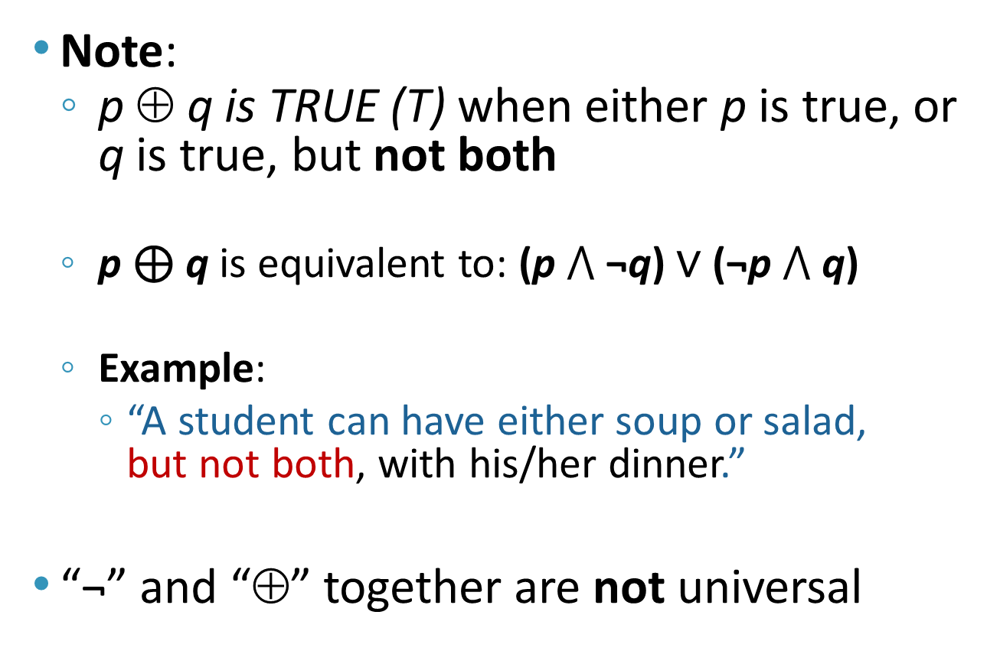 • Note:
◦ p ⊕ q is TRUE (T) when either p is true, or
q is true, but not both
◦ p ⊕ q is equivalent to: (p ⋀ ¬q) ∨ (¬p ⋀ q)
◦ Example:
◦ “A student can have either soup or salad,
but not both, with his/her dinner.”
• “¬” and “⊕” together are not universal